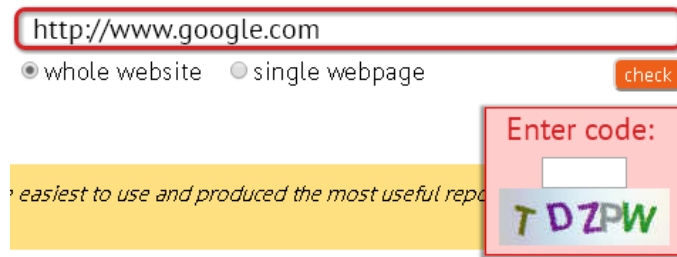 http://www.google.com
whole website single webpage
check
Enter code:
easiest to use and produced the most useful repo
TDZPW